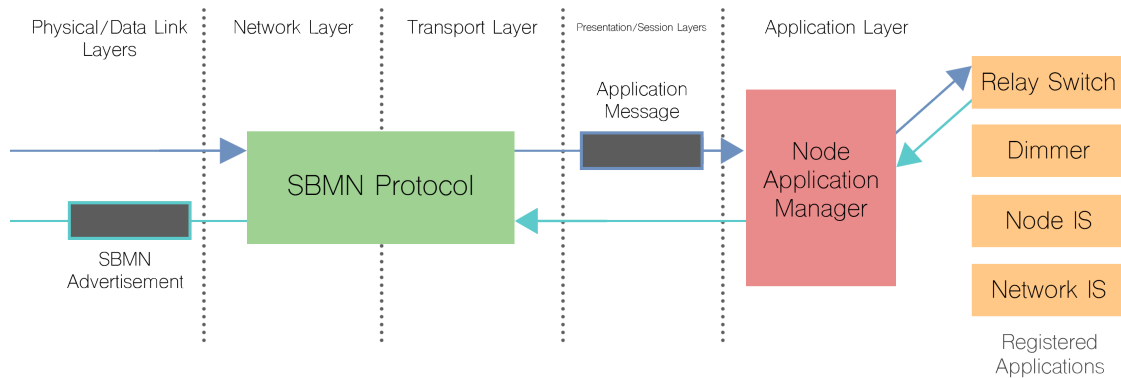 Physical/Data Link
Layers
Network Layer
Transport Layer
Presentation/Session Layers
Application Layer
Application
Message
SBMN Protocol
SBMN
Advertisement
Node
Application
Manager
Relay Switch
Dimmer
Node IS
Network IS
Registered
Applications